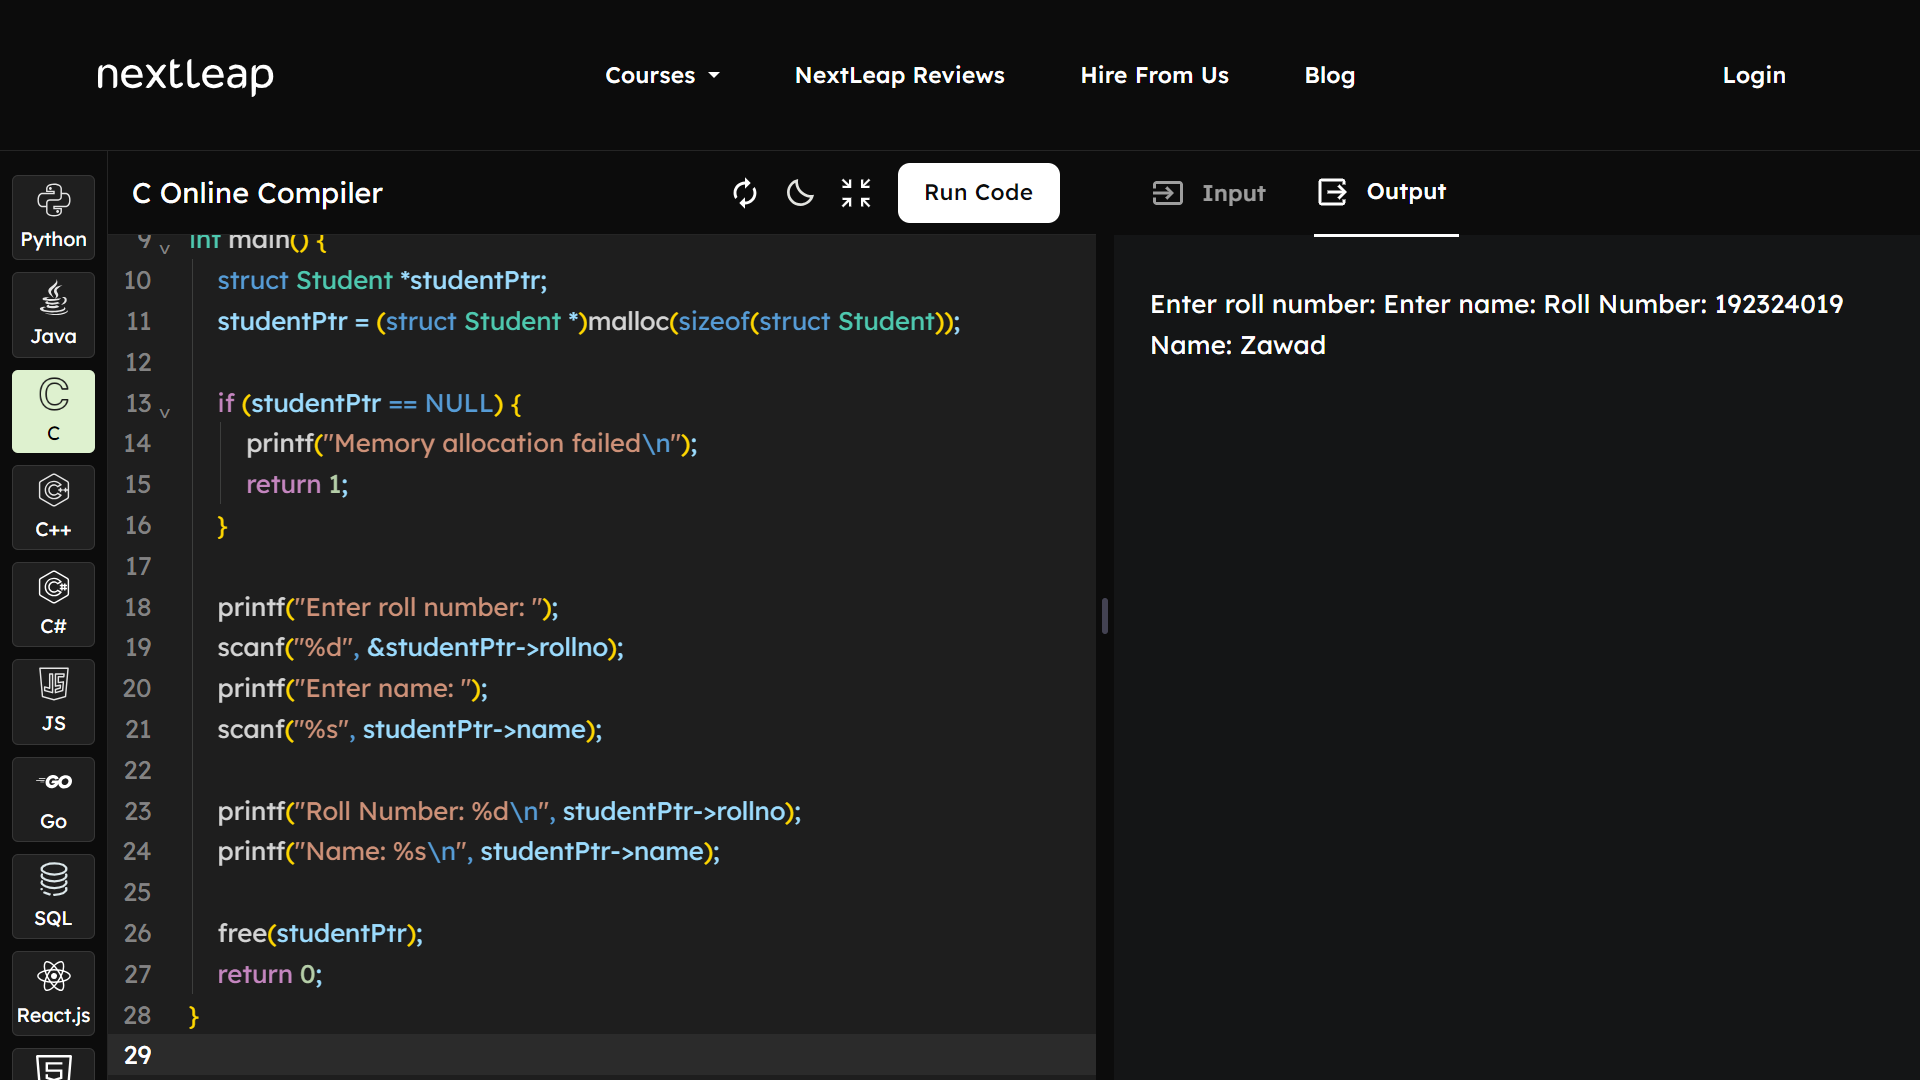 nextleap
Courses
NextLeap Reviews
Hire From Us
Blog
Login
Python
Java
C
C++
C#
JS
Go
SQL
React.js
C Online Compiler
Run Code
Input
Output
9 int main() {
10 struct Student *studentPtr;
11 studentPtr = (struct Student *)malloc(sizeof(struct Student));
12
13 if (studentPtr == NULL) {
14 printf("Memory allocation failed\n");
15 return 1;
16 }
17
18 printf("Enter roll number: ");
19 scanf("%d", &studentPtr->rollno);
20 printf("Enter name: ");
21 scanf("%s", studentPtr->name);
22
23 printf("Roll Number: %d\n", studentPtr->rollno);
24 printf("Name: %s\n", studentPtr->name);
25
26 free(studentPtr);
27 return 0;
28 }
29
Enter roll number: Enter name: Roll Number: 192324019
Name: Zawad